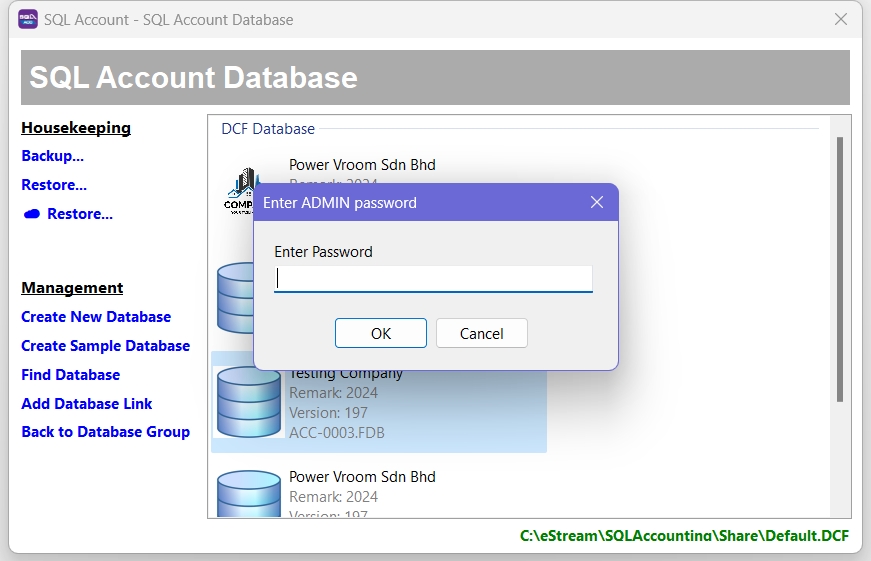 SQL Account - SQL Account Database
SQL Account Database
Housekeeping
Backup...
Restore...
Restore...
Management
Create New Database
Create Sample Database
Find Database
Add Database Link
Back to Database Group
DCF Database
Power Vroom Sdn Bhd
Remark: 2024
Enter ADMIN password
Enter Password
OK
Cancel
Testing Company
Remark: 2024
Version: 197
ACC-0003.FDB
Power Vroom Sdn Bhd
Remark: 2024
Version: 197
C:\eStream\SQLAccounting\Share\Default.DCF